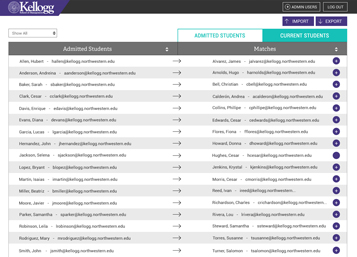 Kellogg
ADMIN USERS
LOG OUT
IMPORT
EXPORT
Show All
ADMITTED STUDENTS
CURRENT STUDENTS
Admitted Students
Matches
Allen, Hubert - hallen@kellogg.northwestern.edu
Alvarez, James - jalvarez@kellogg.northwestern.edu
Anderson, Andreina - aanderson@kellogg.northwestern.edu
Arnoldo, Hugo - harnoldo@kellogg.northwestern.edu
Baker, Sarah - sbaker@kellogg.northwestern.edu
Bell, Christian - cbell@kellogg.northwestern.edu
Clark, Cesar - cclark@kellogg.northwestern.edu
Calderón, Andrea - acalderon@kellogg.northwestern.edu
Davis, Enrique - edavis@kellogg.northwestern.edu
Collins, Phillipe - cphillipe@kellogg.northwestern.edu
Evans, Diana - devans@kellogg.northwestern.edu
Edwards, Cesar - cedwards@kellogg.northwestern.edu
Garcia, Lucas - lgarcia@kellogg.northwestern.edu
Flores, Fiona - fflores@kellogg.northwestern.edu
Hernandez, John - jhernandez@kellogg.northwestern.edu
Howard, Donna - dhoward@kellogg.northwestern.edu
Jackson, Selena - sjackson@kellogg.northwestern.edu
Hughes, Cesar - hcesar@kellogg.northwestern.edu
Lopez, Bryant - blopez@kellogg.northwestern.edu
Jenkins, Krystal - kjenkins@kellogg.northwestern.edu
Martin, Isaias - imartin@kellogg.northwestern.edu
Morris, Cesar - cmorris@kellogg.northwestern.edu
Miller, Beatriz - bmiller@kellogg.northwestern.edu
Reed, Ivan - ireed@kellogg.northwestern...
Moore, Javier - jmoore@kellogg.northwestern.edu
Richardson, Charles - crichardson@kellogg.northwestern.edu
Parker, Samantha - sparker@kellogg.northwestern.edu
Rivera, Lou - lrivera@kellogg.northwestern.edu
Robinson, Leila - lrobinson@kellogg.northwestern.edu
Steward, Samantha - ssteward@kellogg.northwestern.edu
Rodriguez, Mary - mrodriguez@kellogg.northwestern.edu
Torres, Susanne - tsusanne@kellogg.northwestern.edu
Smith, John - jsmith@kellogg.northwestern.edu
Turner, Salomon - tsalomon@kellogg.northwestern.edu